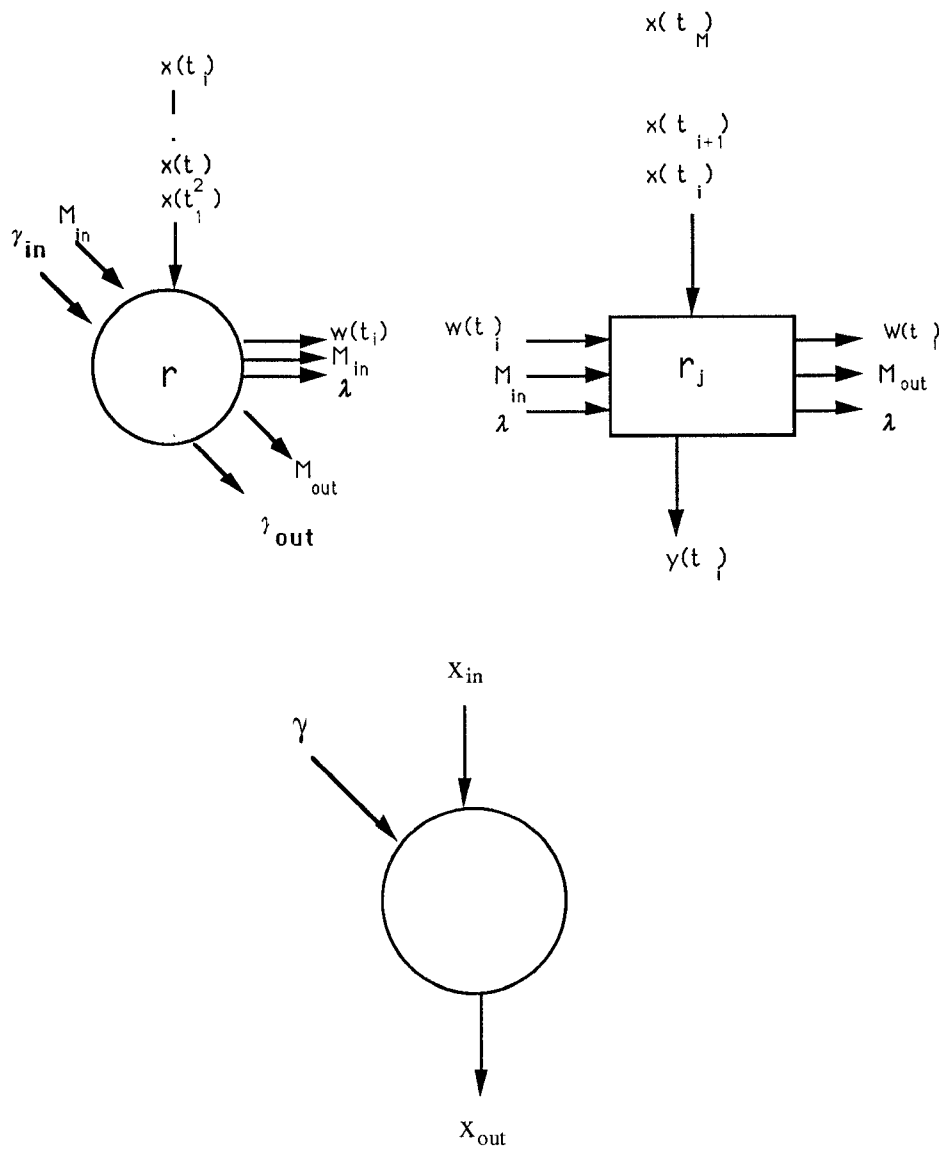 x(t_i)
x(t)
x(t_1^2)
M_in
γ_in
r
w(t_i)
M_in
λ
M_out
γ_out
x(t_M)
x(t_{i+1})
x(t_i)
w(t_i)
M_in
λ
r_j
w(t_i)
M_out
λ
y(t_i)
x_in
γ
x_out